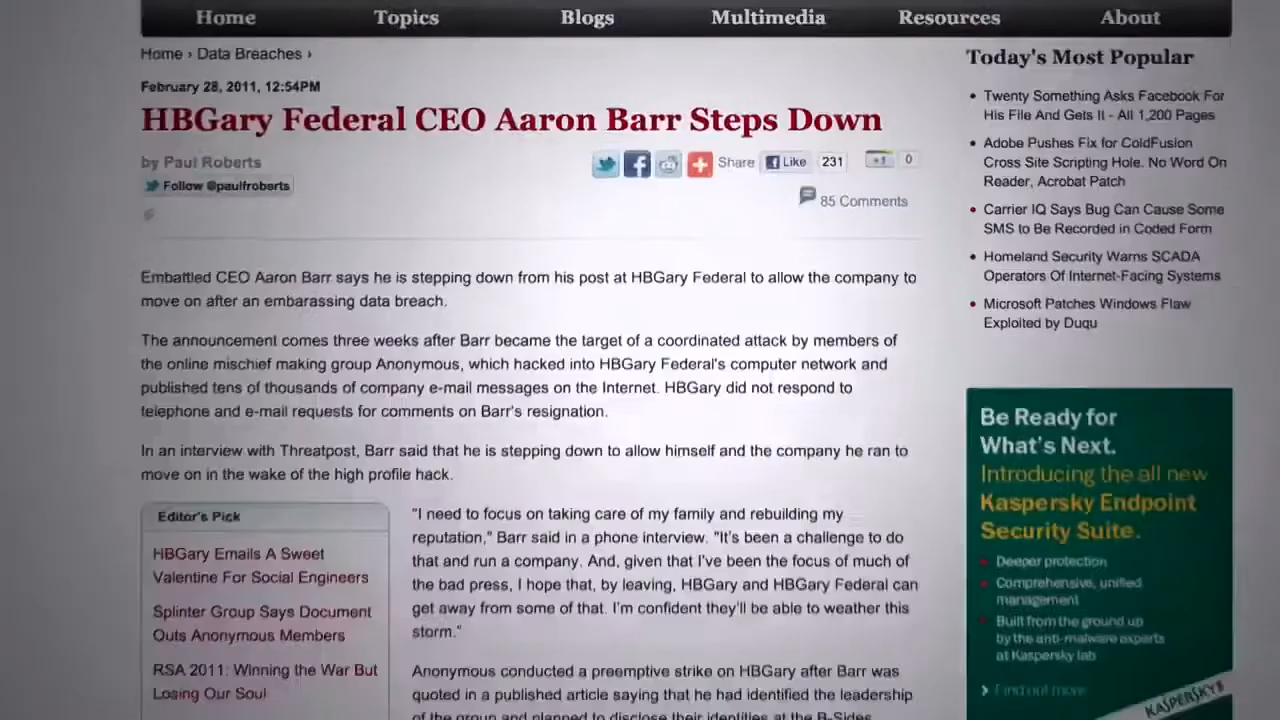 Home Topics Blogs Multimedia Resources About
Home › Data Breaches ›
February 28, 2011, 12:54PM
HBGary Federal CEO Aaron Barr Steps Down
by Paul Roberts
Follow @paulfroberts
Share Like 231 +1 0
85 Comments
Embattled CEO Aaron Barr says he is stepping down from his post at HBGary Federal to allow the company to
move on after an embarassing data breach.
The announcement comes three weeks after Barr became the target of a coordinated attack by members of
the online mischief making group Anonymous, which hacked into HBGary Federal's computer network and
published tens of thousands of company e-mail messages on the Internet. HBGary did not respond to
telephone and e-mail requests for comments on Barr's resignation.
In an interview with Threatpost, Barr said that he is stepping down to allow himself and the company he ran to
move on in the wake of the high profile hack.
Editor's Pick
HBGary Emails A Sweet
Valentine For Social Engineers
Splinter Group Says Document
Outs Anonymous Members
RSA 2011: Winning the War But
Losing Our Soul
"I need to focus on taking care of my family and rebuilding my
reputation," Barr said in a phone interview. "It's been a challenge to do
that and run a company. And, given that I've been the focus of much of
the bad press, I hope that, by leaving, HBGary and HBGary Federal can
get away from some of that. I'm confident they'll be able to weather this
storm."
Anonymous conducted a preemptive strike on HBGary after Barr was
quoted in a published article saying that he had identified the leadership
of the group and planned to disclose their identities at the B-Sides
Today's Most Popular
Twenty Something Asks Facebook For
His File And Gets It - All 1,200 Pages
Adobe Pushes Fix for ColdFusion
Cross Site Scripting Hole. No Word On
Reader, Acrobat Patch
Carrier IQ Says Bug Can Cause Some
SMS to Be Recorded in Coded Form
Homeland Security Warns SCADA
Operators Of Internet-Facing Systems
Microsoft Patches Windows Flaw
Exploited by Duqu
Be Ready for
What's Next.
Introducing the all new
Kaspersky Endpoint
Security Suite.
Deeper protection
Comprehensive, unified
management
Built from the ground up
by the anti-malware experts
at Kaspersky lab
Find out more
KASPERSKY